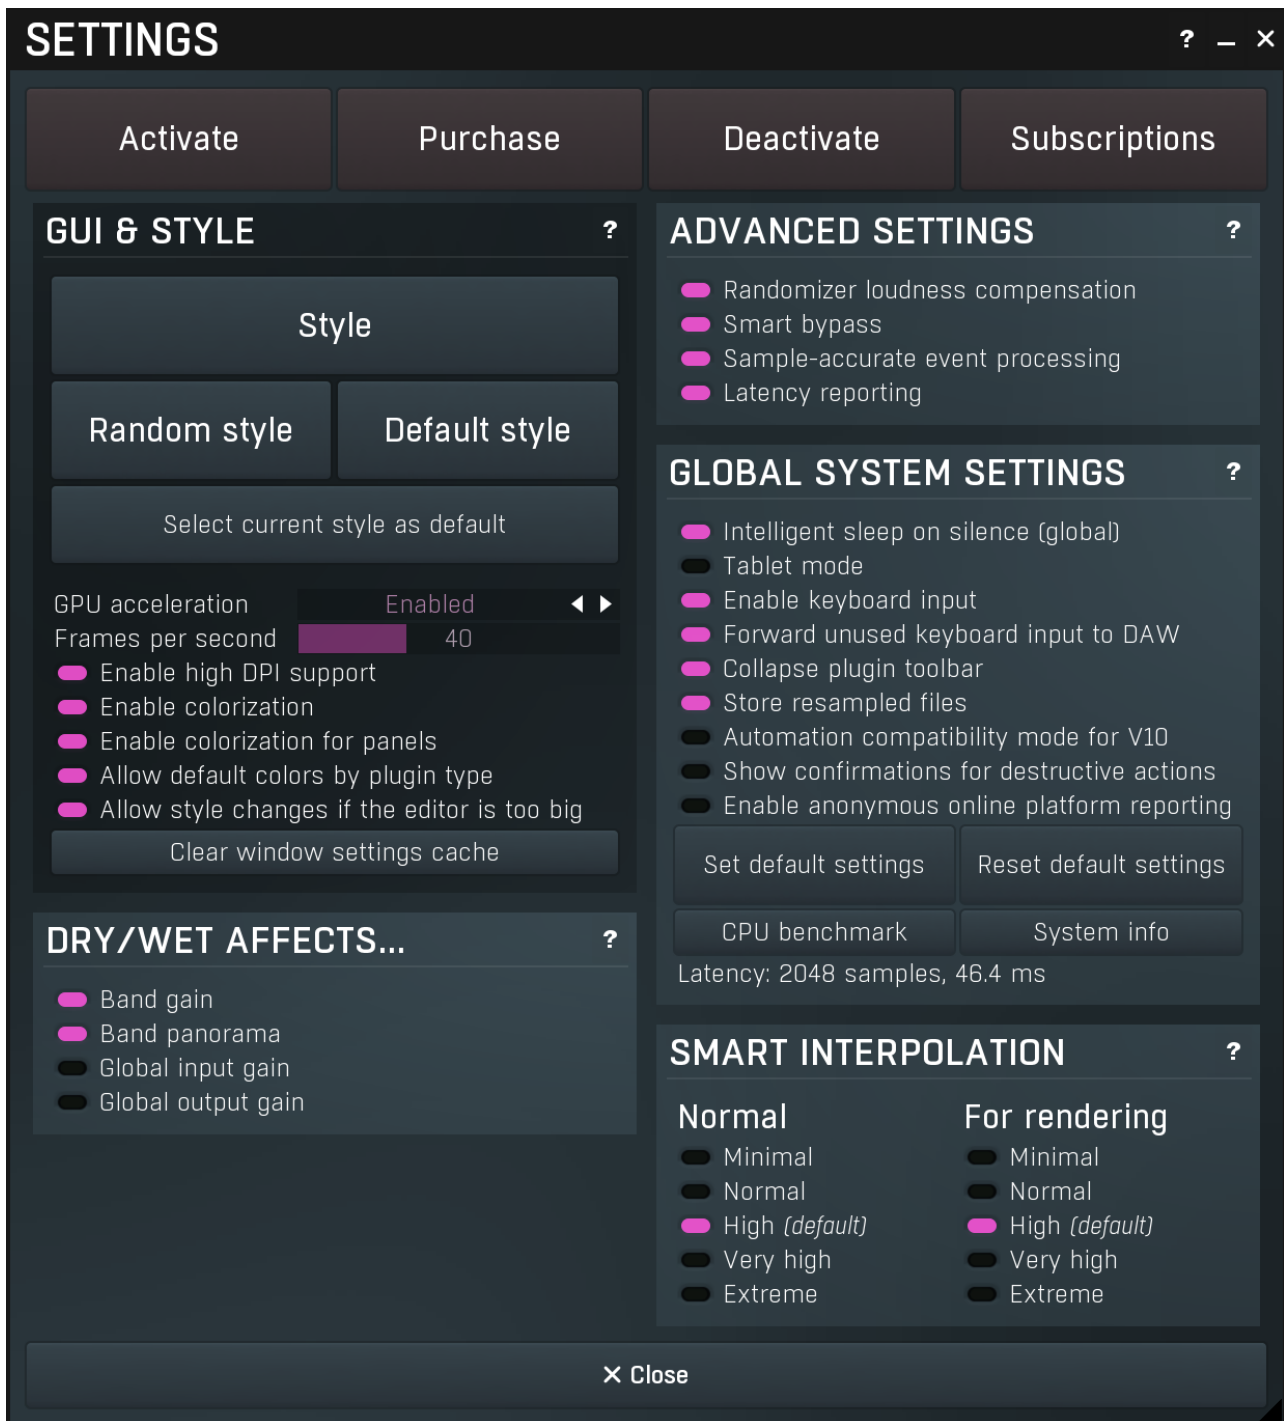 SETTINGS
? _ ×
Activate
Purchase
Deactivate
Subscriptions
GUI & STYLE ?
Style
Random style
Default style
Select current style as default
GPU acceleration Enabled
Frames per second 40
Enable high DPI support
Enable colorization
Enable colorization for panels
Allow default colors by plugin type
Allow style changes if the editor is too big
Clear window settings cache
DRY/WET AFFECTS... ?
Band gain
Band panorama
Global input gain
Global output gain
ADVANCED SETTINGS ?
Randomizer loudness compensation
Smart bypass
Sample-accurate event processing
Latency reporting
GLOBAL SYSTEM SETTINGS ?
Intelligent sleep on silence (global)
Tablet mode
Enable keyboard input
Forward unused keyboard input to DAW
Collapse plugin toolbar
Store resampled files
Automation compatibility mode for V10
Show confirmations for destructive actions
Enable anonymous online platform reporting
Set default settings
Reset default settings
CPU benchmark
System info
Latency: 2048 samples, 46.4 ms
SMART INTERPOLATION ?
Normal
Minimal
Normal
High (default)
Very high
Extreme
For rendering
Minimal
Normal
High (default)
Very high
Extreme
× Close